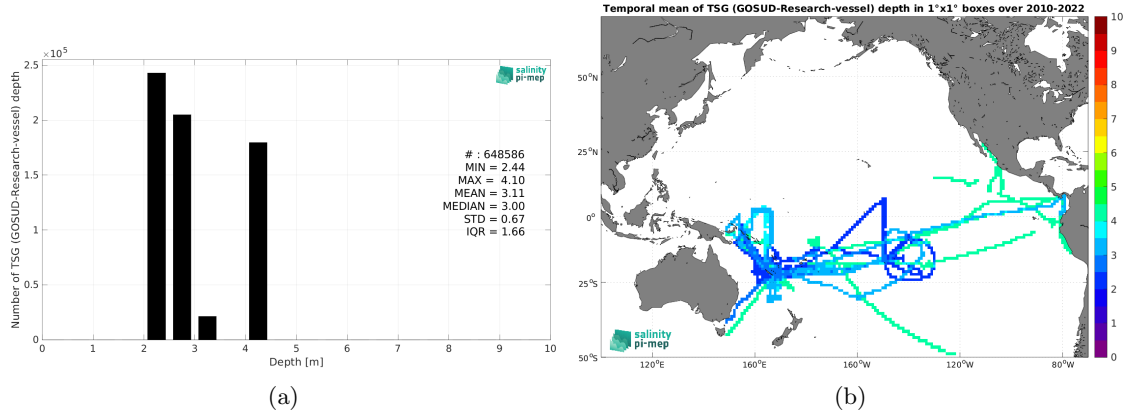 ×10⁵
2.5
2
1.5
1
0.5
0
Number of TSG (GOSUD-Research-vessel) depth
salinity
pi-mep
# : 648586
MIN = 2.44
MAX = 4.10
MEAN = 3.11
MEDIAN = 3.00
STD = 0.67
IQR = 1.66
0 1 2 3 4 5 6 7 8 9 10
Depth [m]
(a)
Temporal mean of TSG (GOSUD-Research-vessel) depth in 1°x1° boxes over 2010-2022
50°N
25°N
0°
25°S
50°S
salinity
pi-mep
120°E 160°E 160°W 120°W 80°W
10
9
8
7
6
5
4
3
2
1
0
(b)